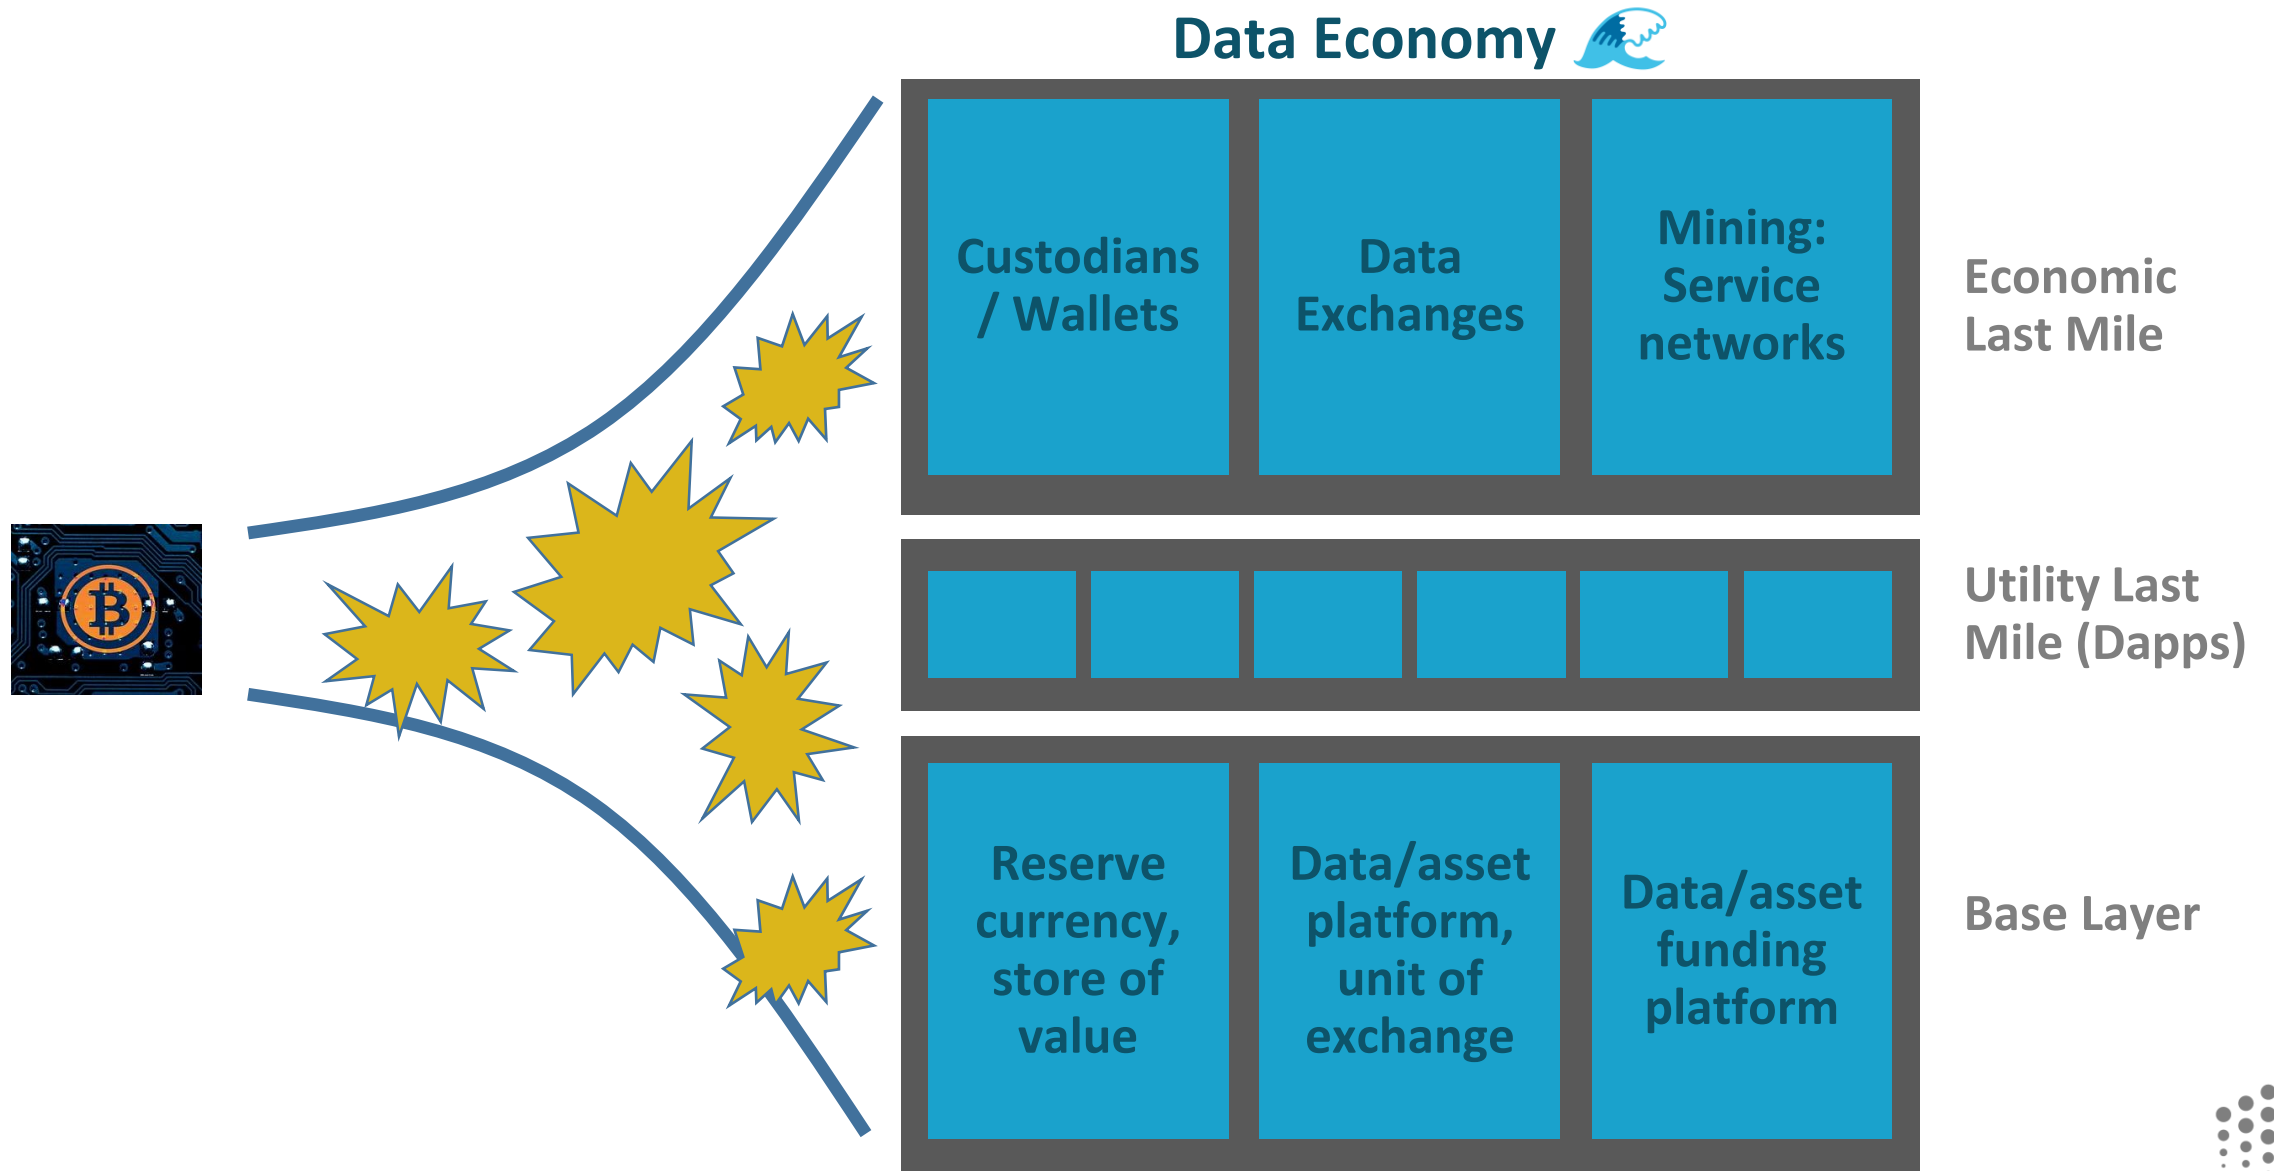 Data Economy
Custodians
/ Wallets
Data
Exchanges
Mining:
Service
networks
Economic
Last Mile
Utility Last
Mile (Dapps)
Reserve
currency,
store of
value
Data/asset
platform,
unit of
exchange
Data/asset
funding
platform
Base Layer